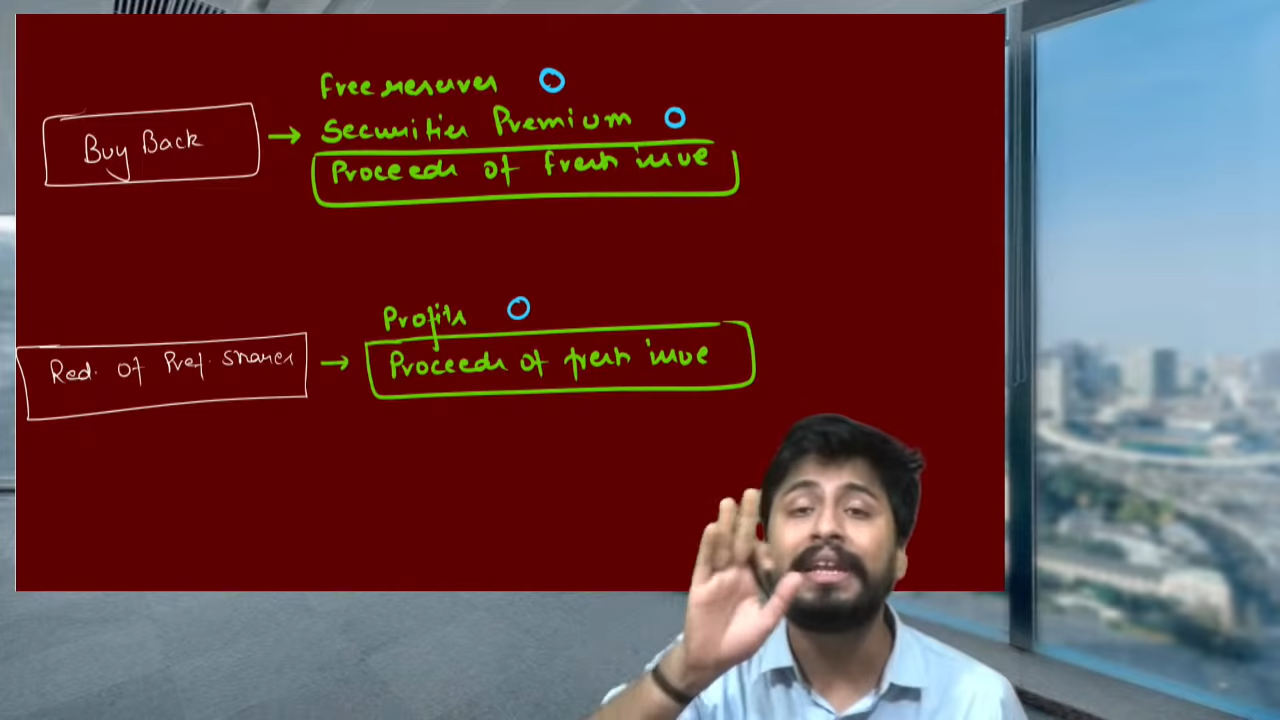 Free reserves
Securities Premium
Buy Back →
Proceeds of fresh issue
Profits
Red. of Pref. Shares →
Proceeds of fresh issue